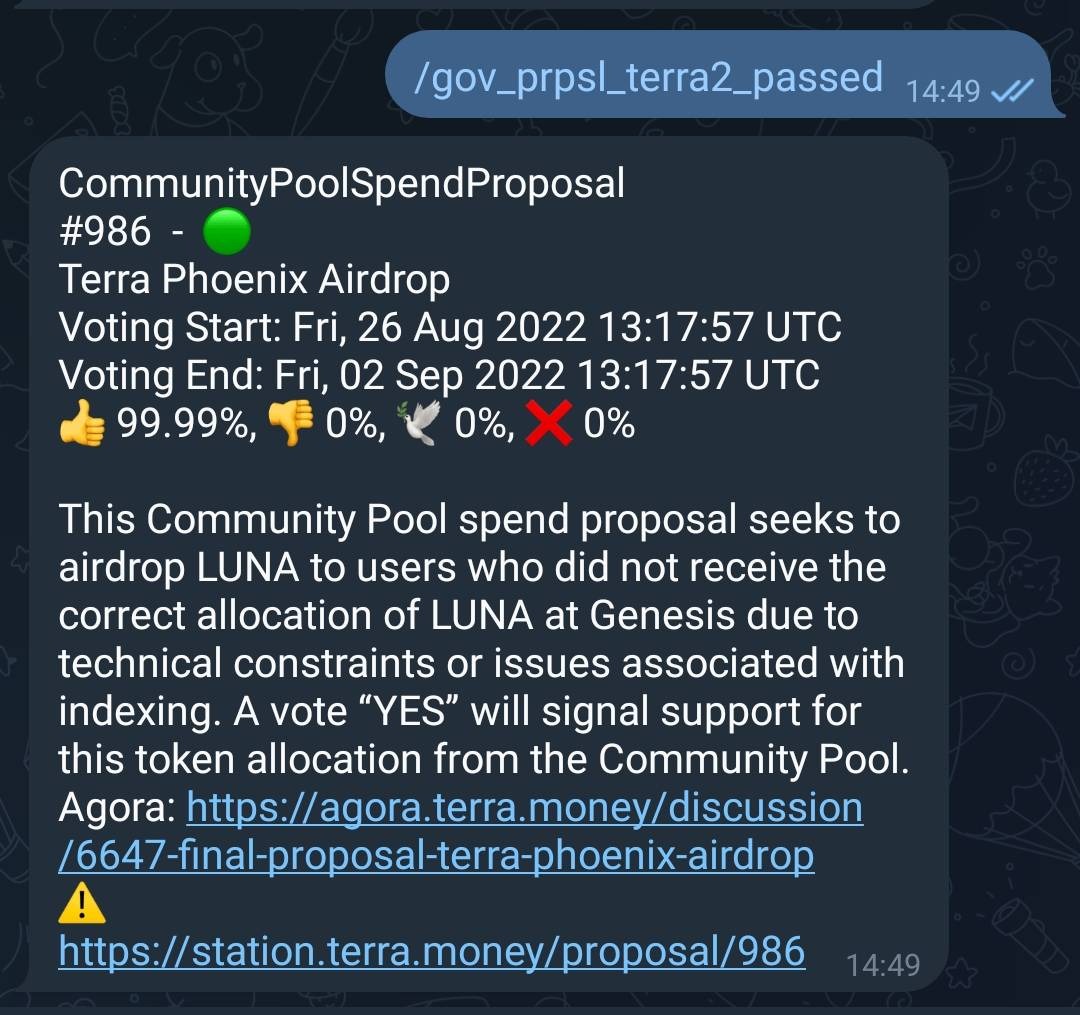 /gov_prpsl_terra2_passed 14:49
CommunityPoolSpendProposal
#986 - 🟢
Terra Phoenix Airdrop
Voting Start: Fri, 26 Aug 2022 13:17:57 UTC
Voting End: Fri, 02 Sep 2022 13:17:57 UTC
👍 99.99%, 👎 0%, 🕊 0%, ❌ 0%
This Community Pool spend proposal seeks to
airdrop LUNA to users who did not receive the
correct allocation of LUNA at Genesis due to
technical constraints or issues associated with
indexing. A vote “YES” will signal support for
this token allocation from the Community Pool.
Agora: https://agora.terra.money/discussion
/6647-final-proposal-terra-phoenix-airdrop
⚠️
https://station.terra.money/proposal/986 14:49